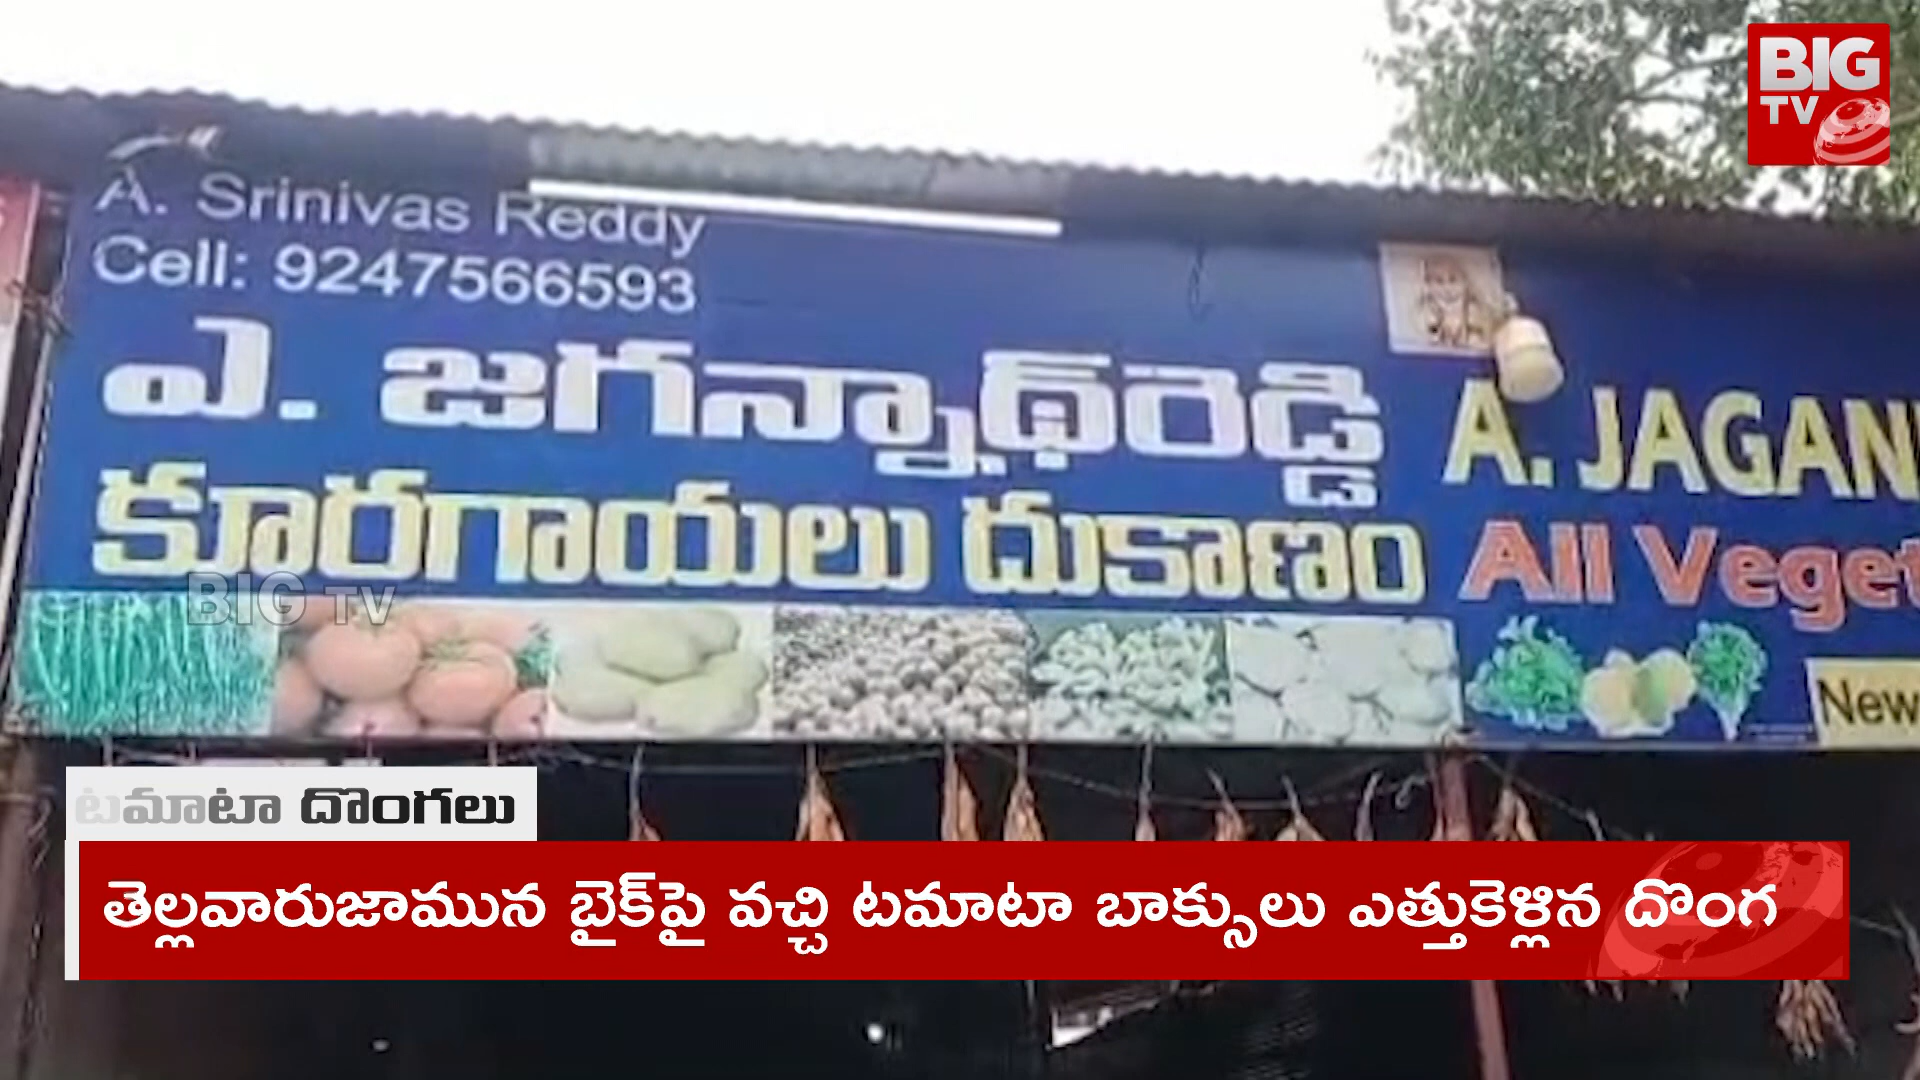 BIG
TV
A. Srinivas Reddy
Cell: 9247566593
ఎ. జగన్నాథ్‌రెడ్డి
కూరగాయలు దుకాణం
A. JAGAN
All Veget
New
BIG TV
టమాటా దొంగలు
తెల్లవారుజామున బైక్‌పై వచ్చి టమాటా బాక్సులు ఎత్తుకెళ్లిన దొంగ